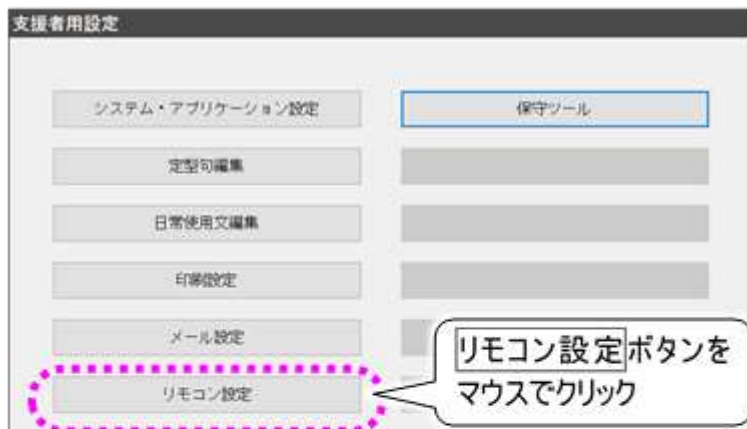 支援者用設定
システム・アプリケーション設定
保守ツール
定型句編集
日常使用文編集
印刷設定
メール設定
リモコン設定
リモコン設定ボタンを
マウスでクリック